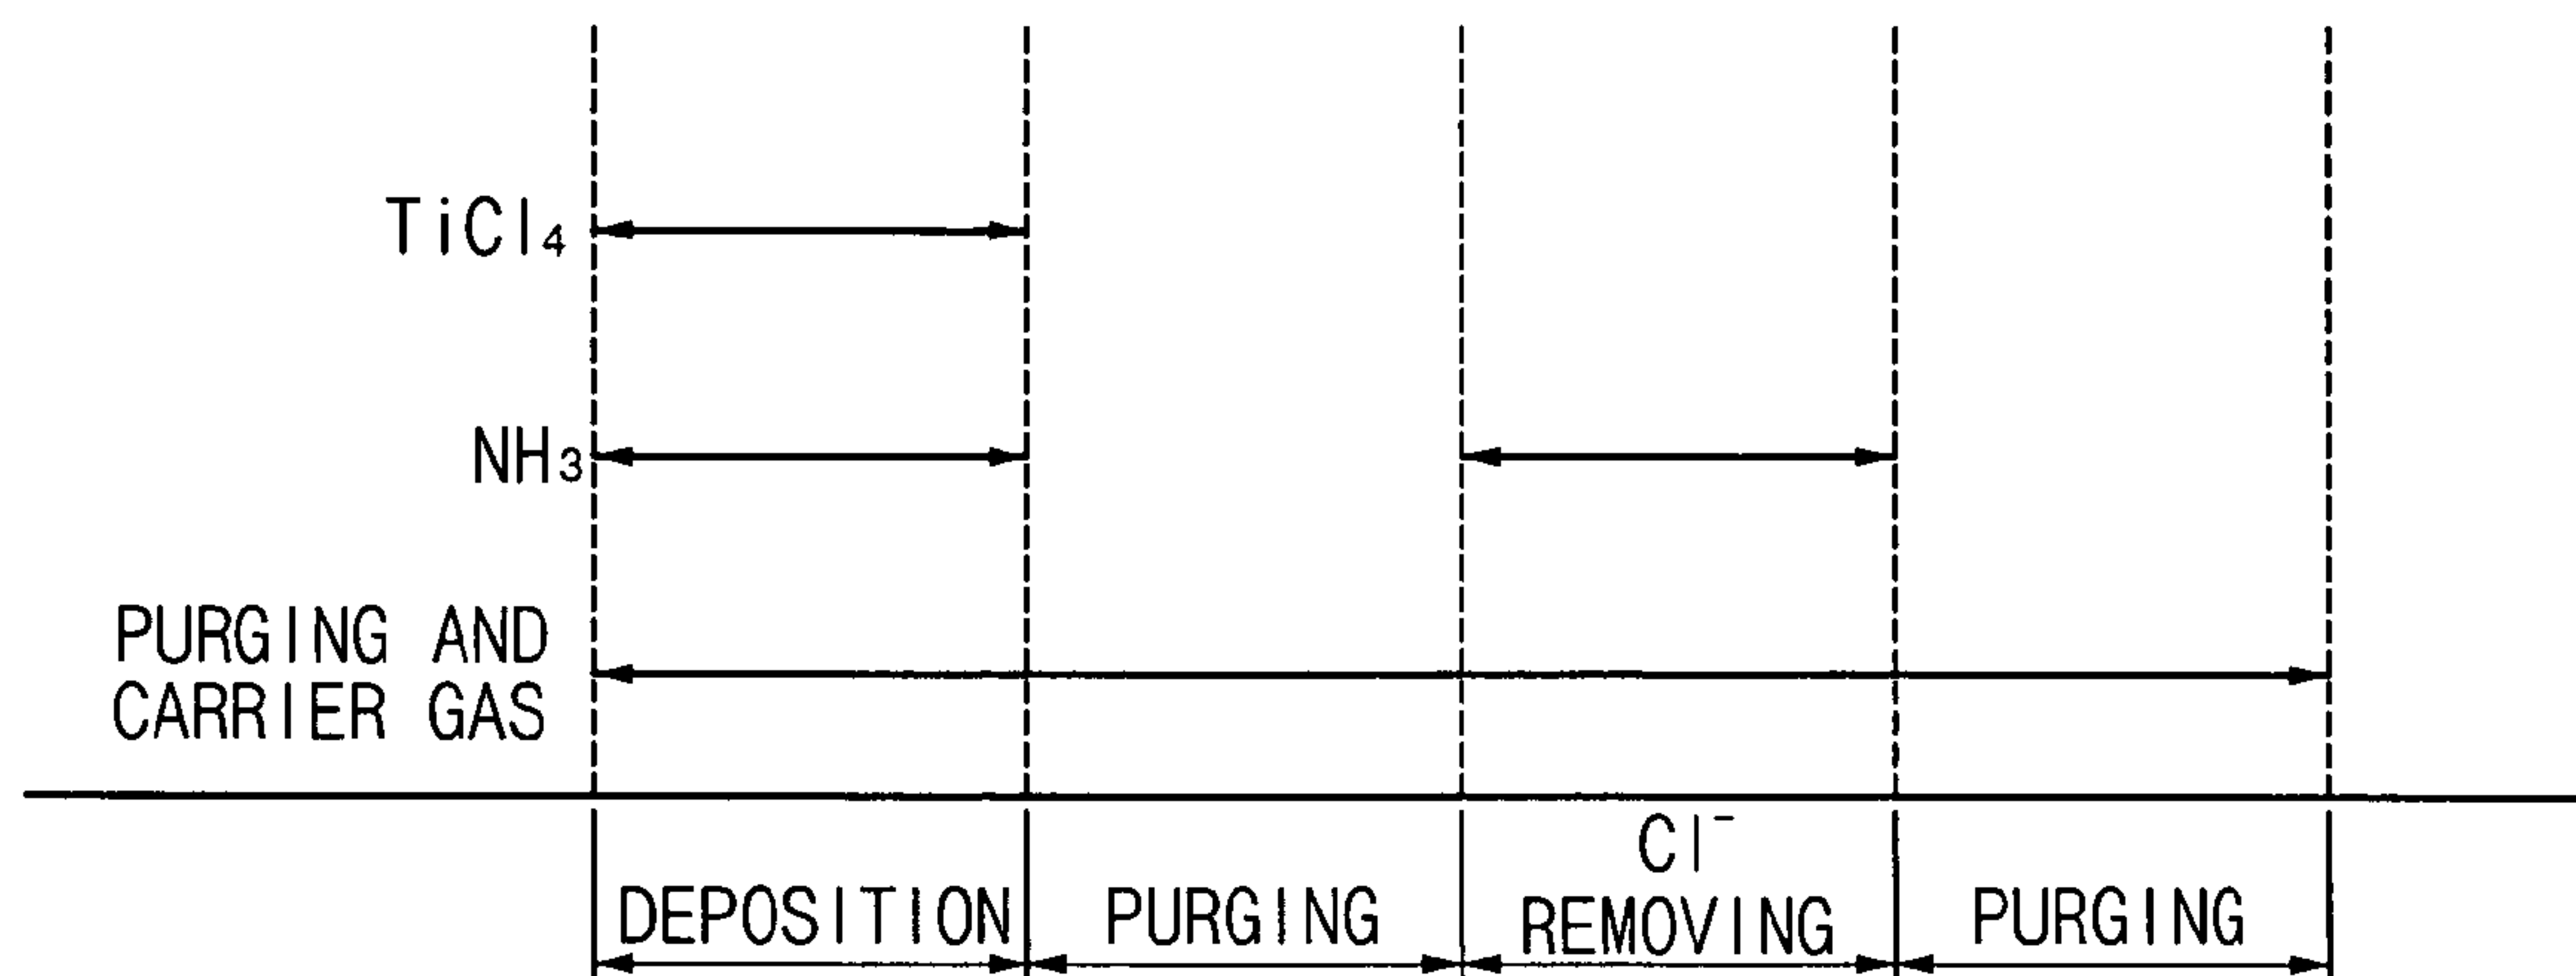 TiCl₄
NH₃
PURGING AND
CARRIER GAS
DEPOSITION
PURGING
Cl⁻
REMOVING
PURGING